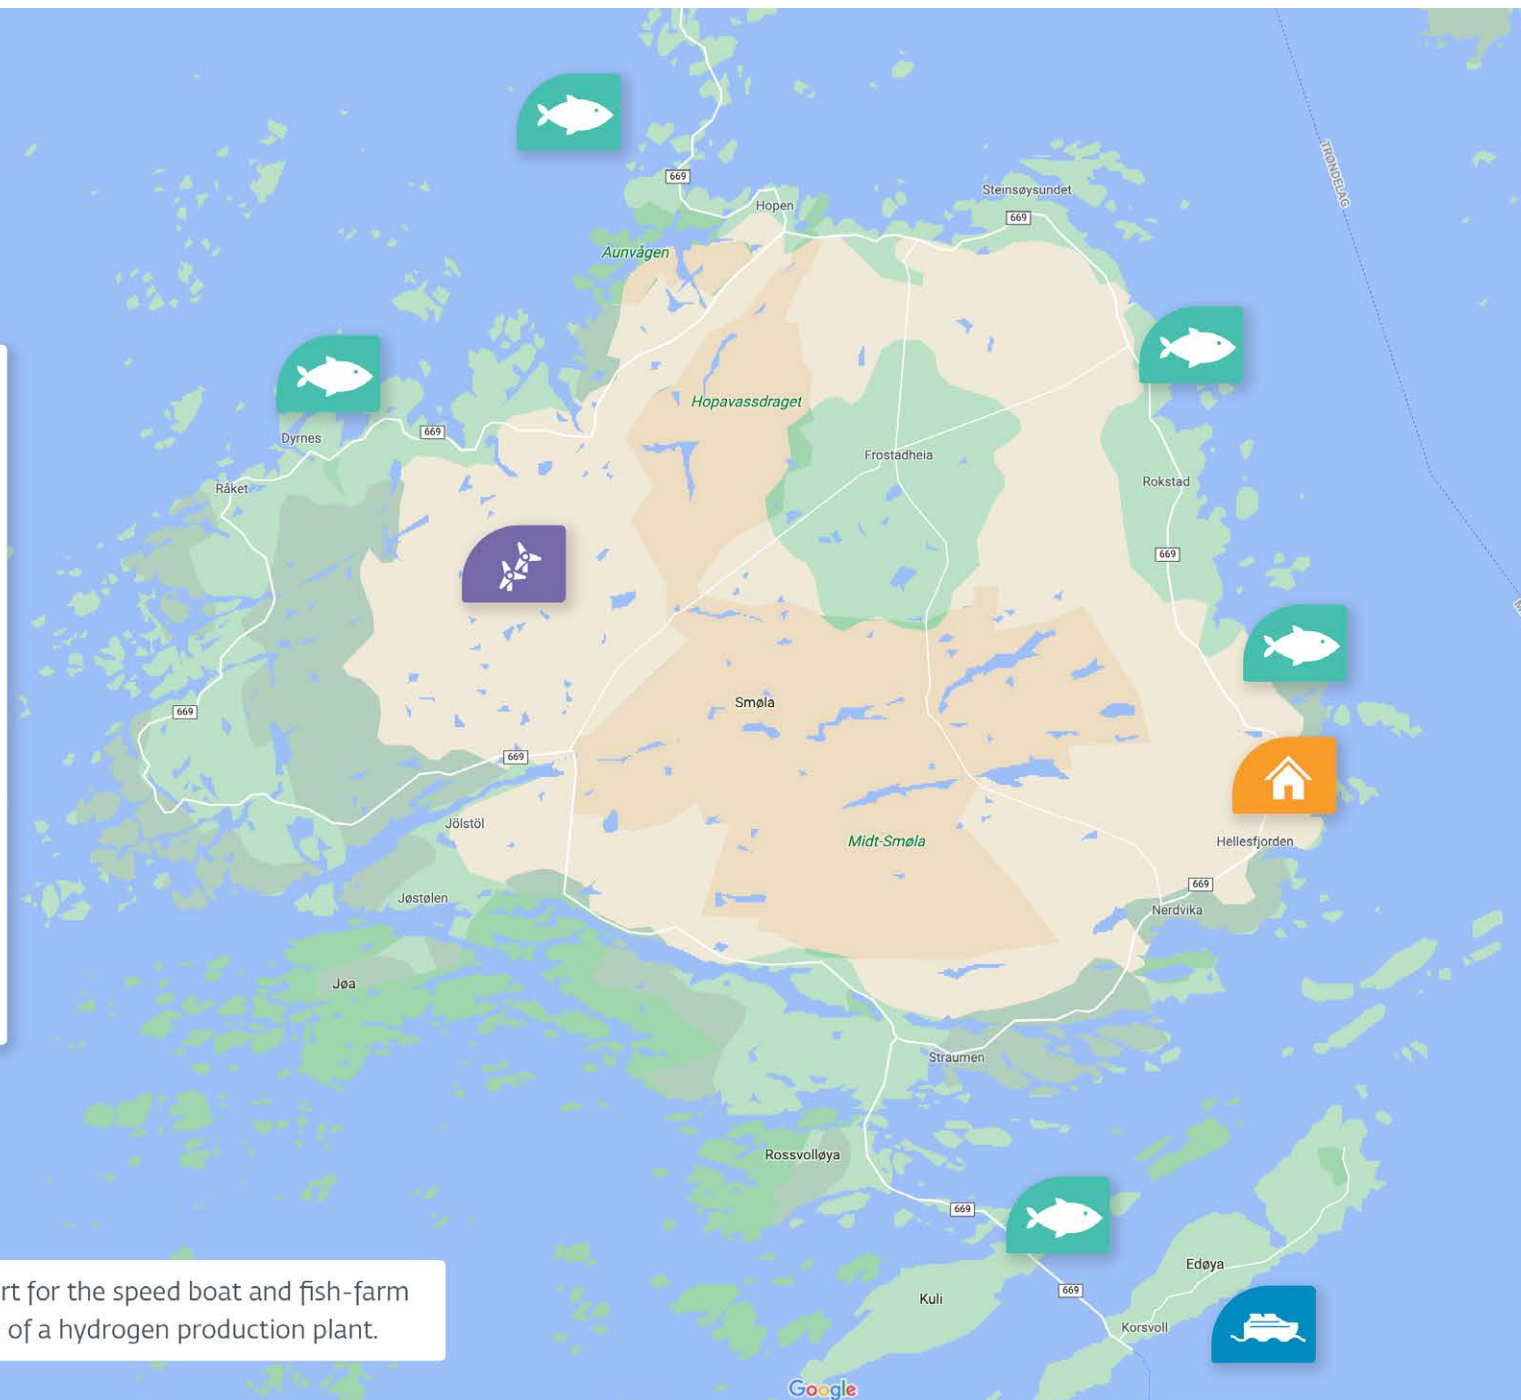 669
Hopen
Steinsøysundet
669
TRØNDELAG
Aunvågen
Hopavassdraget
Dyrnes
669
Frostadheia
Råket
Rokstad
669
669
Smøla
669
Jölstöl
Midt-Smøla
Hellesfjorden
669
Jøstølen
Nerdvika
Jøa
Straumen
Rossvolløya
669
Edøya
rt for the speed boat and fish-farm
of a hydrogen production plant.
Kuli
669
Korsvoll
Google